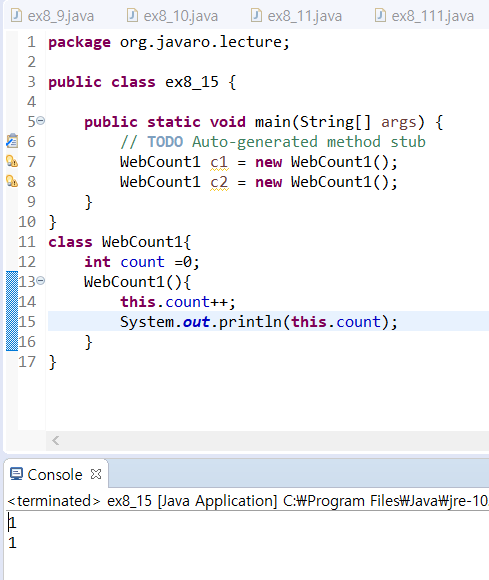 ex8_9.java ex8_10.java ex8_11.java ex8_111.java
1 package org.javaro.lecture;
2
3 public class ex8_15 {
4
5 public static void main(String[] args) {
6 // TODO Auto-generated method stub
7 WebCount1 c1 = new WebCount1();
8 WebCount1 c2 = new WebCount1();
9 }
10 }
11 class WebCount1{
12 int count =0;
13 WebCount1(){
14 this.count++;
15 System.out.println(this.count);
16 }
17 }
Console
<terminated> ex8_15 [Java Application] C:₩Program Files₩Java₩jre-10
1
1